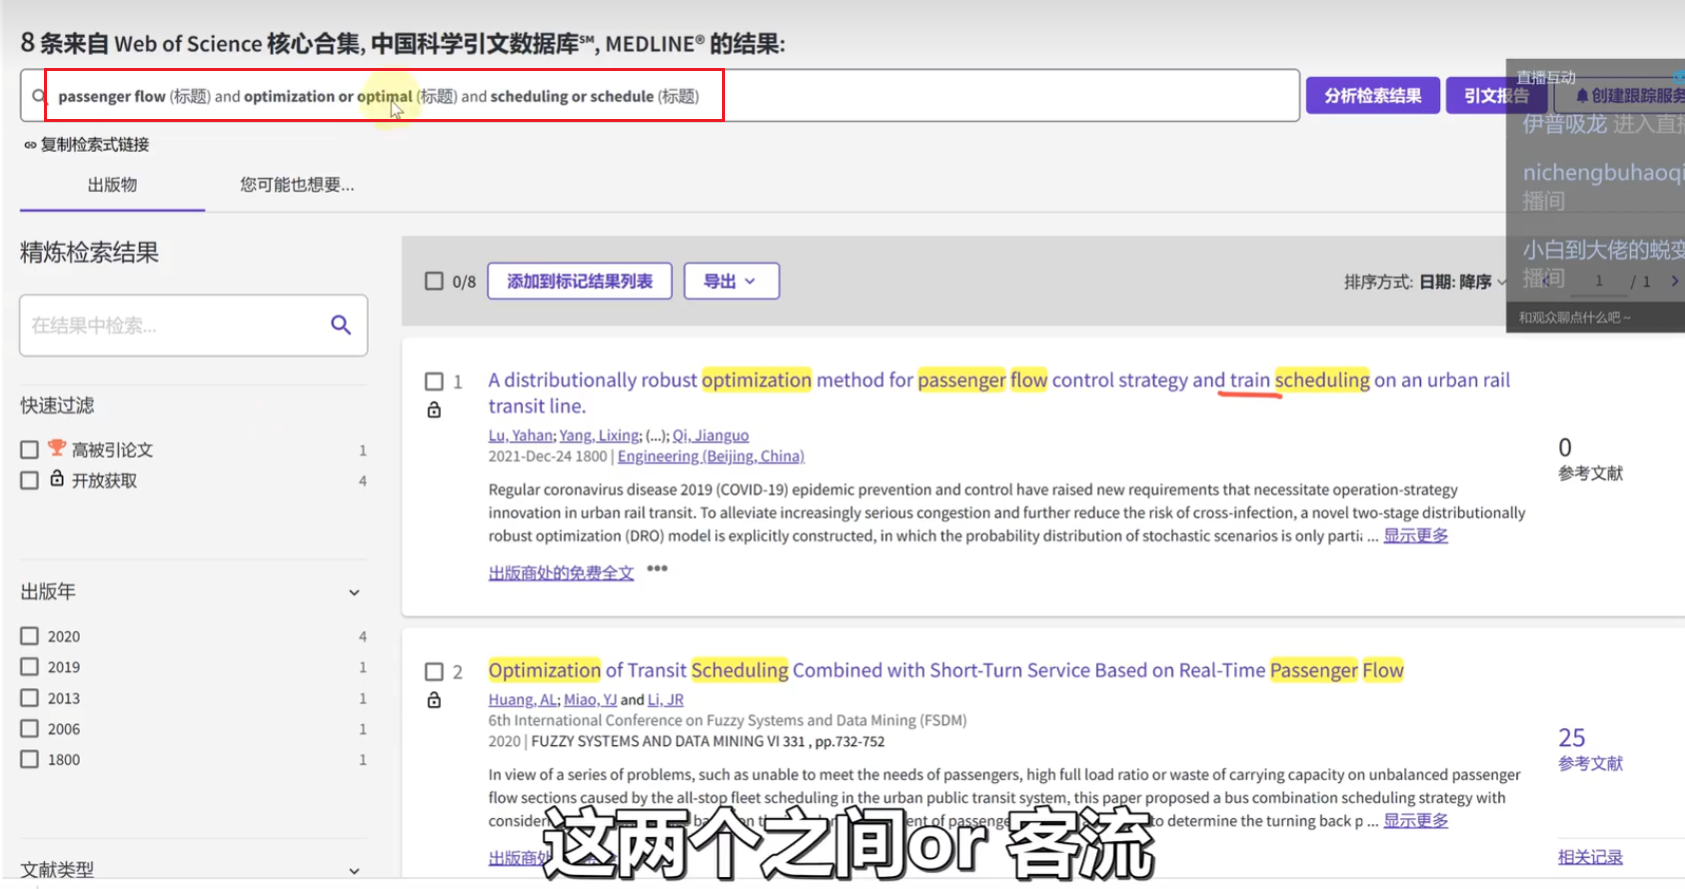 8 条来自 Web of Science 核心合集, 中国科学引文数据库℠, MEDLINE® 的结果:
passenger flow (标题) and optimization or optimal (标题) and scheduling or schedule (标题)
分析检索结果
引文报告
创建跟踪服务
直播互动
伊普吸龙 进入直
nichengbuhaoqi
播间
小白到大佬的蜕变
播间
和观众聊点什么吧~
复制检索式链接
出版物
您可能也想要...
精炼检索结果
在结果中检索...
快速过滤
高被引论文 1
开放获取 4
出版年
2020 4
2019 1
2013 1
2006 1
1800 1
文献类型
0/8 添加到标记结果列表 导出
排序方式: 日期: 降序
1 / 1
1 A distributionally robust optimization method for passenger flow control strategy and train scheduling on an urban rail
transit line.
Lu, Yahan; Yang, Lixing; (...); Qi, Jianguo
2021-Dec-24 1800 | Engineering (Beijing, China)
Regular coronavirus disease 2019 (COVID-19) epidemic prevention and control have raised new requirements that necessitate operation-strategy
innovation in urban rail transit. To alleviate increasingly serious congestion and further reduce the risk of cross-infection, a novel two-stage distributionally
robust optimization (DRO) model is explicitly constructed, in which the probability distribution of stochastic scenarios is only parti ... 显示更多
出版商处的免费全文 •••
0
参考文献
2 Optimization of Transit Scheduling Combined with Short-Turn Service Based on Real-Time Passenger Flow
Huang, AL; Miao, YJ and Li, JR
6th International Conference on Fuzzy Systems and Data Mining (FSDM)
2020 | FUZZY SYSTEMS AND DATA MINING VI 331 , pp.732-752
In view of a series of problems, such as unable to meet the needs of passengers, high full load ratio or waste of carrying capacity on unbalanced passenger
flow sections caused by the all-stop fleet scheduling in the urban public transit system, this paper proposed a bus combination scheduling strategy with
to determine the turning back p ... 显示更多
出版商处
25
参考文献
相关记录
这两个之间or 客流